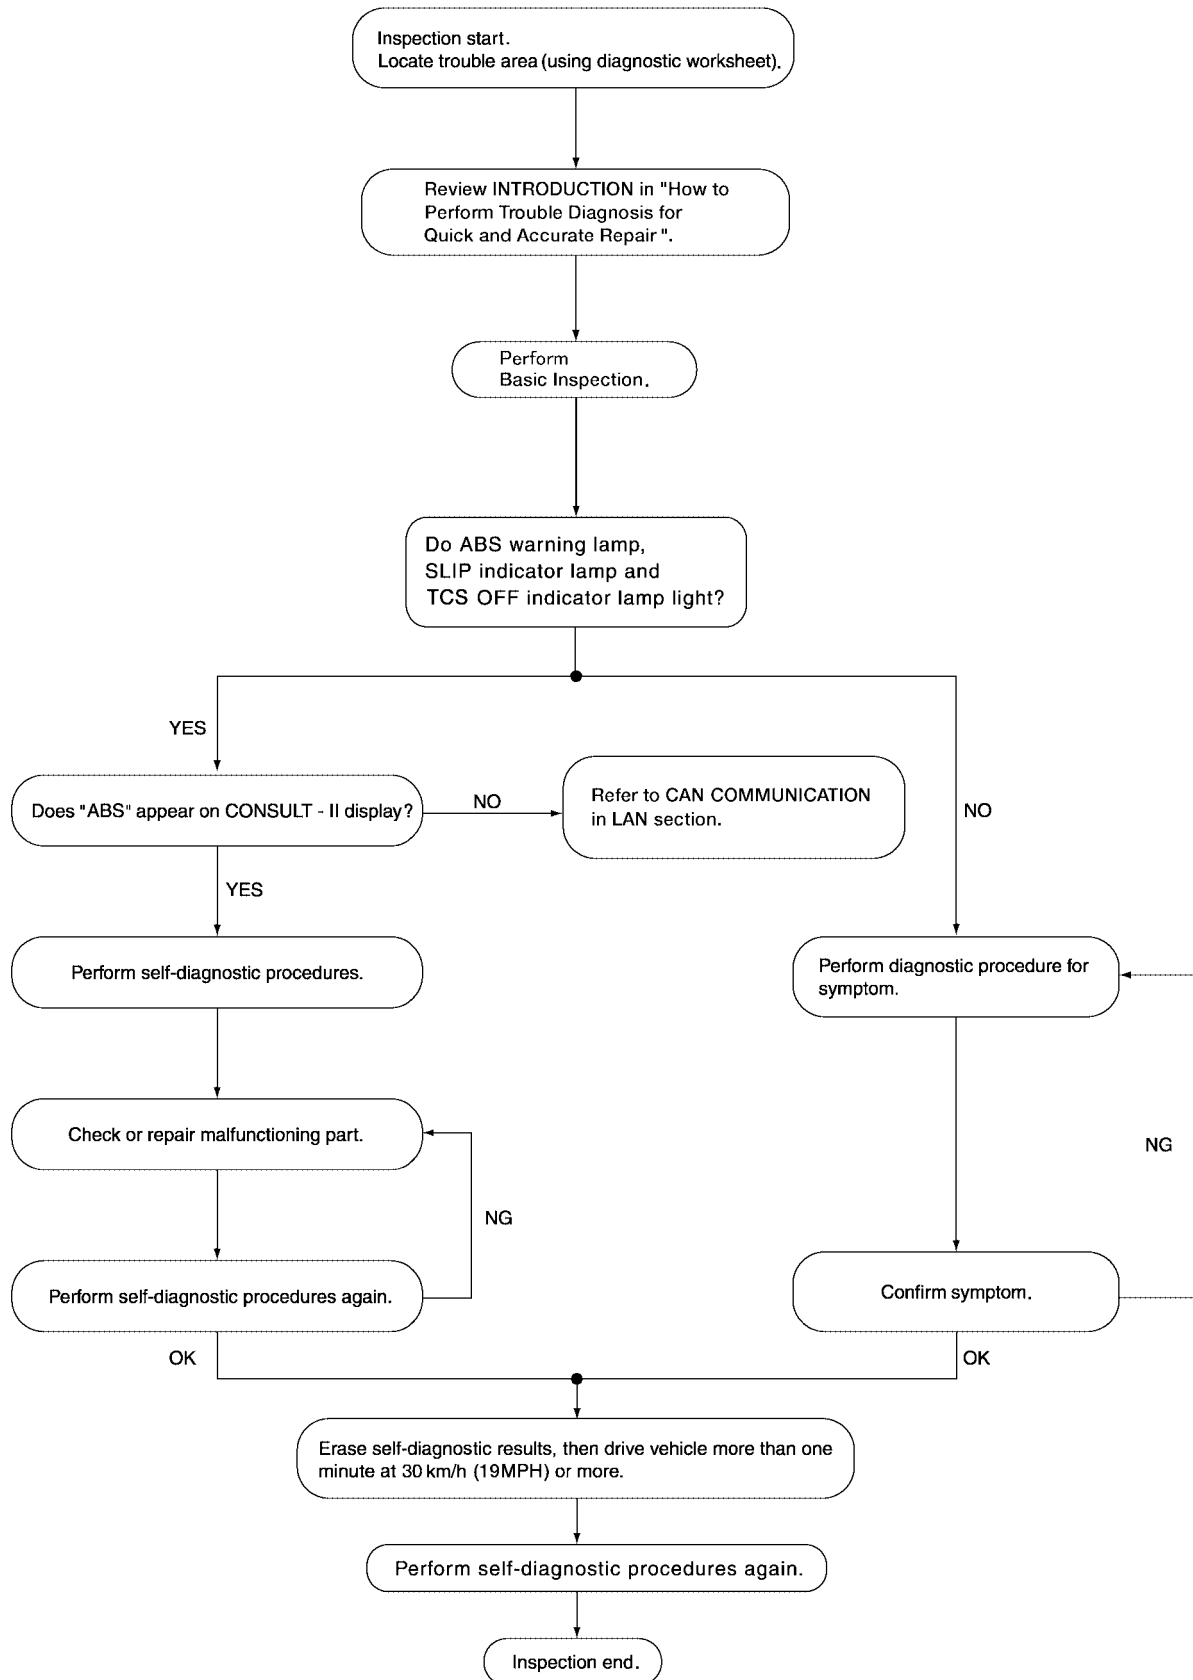 Inspection start.
Locate trouble area (using diagnostic worksheet).
Review INTRODUCTION in "How to
Perform Trouble Diagnosis for
Quick and Accurate Repair ".
Perform
Basic Inspection.
Do ABS warning lamp,
SLIP indicator lamp and
TCS OFF indicator lamp light?
YES
Does "ABS" appear on CONSULT - II display?
NO
Refer to CAN COMMUNICATION
in LAN section.
NO
YES
Perform self-diagnostic procedures.
Perform diagnostic procedure for
symptom.
Check or repair malfunctioning part.
NG
NG
Perform self-diagnostic procedures again.
Confirm symptom.
OK
OK
Erase self-diagnostic results, then drive vehicle more than one
minute at 30 km/h (19MPH) or more.
Perform self-diagnostic procedures again.
Inspection end.